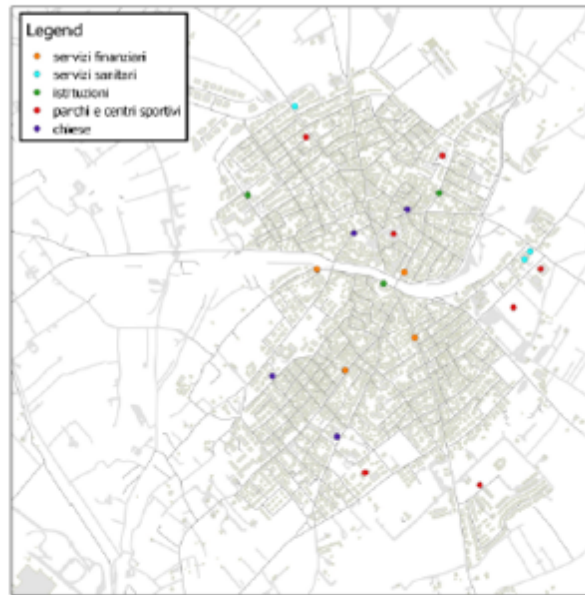 Legend
servizi finanziari
servizi sanitari
istituzioni
parchi e centri sportivi
chiese